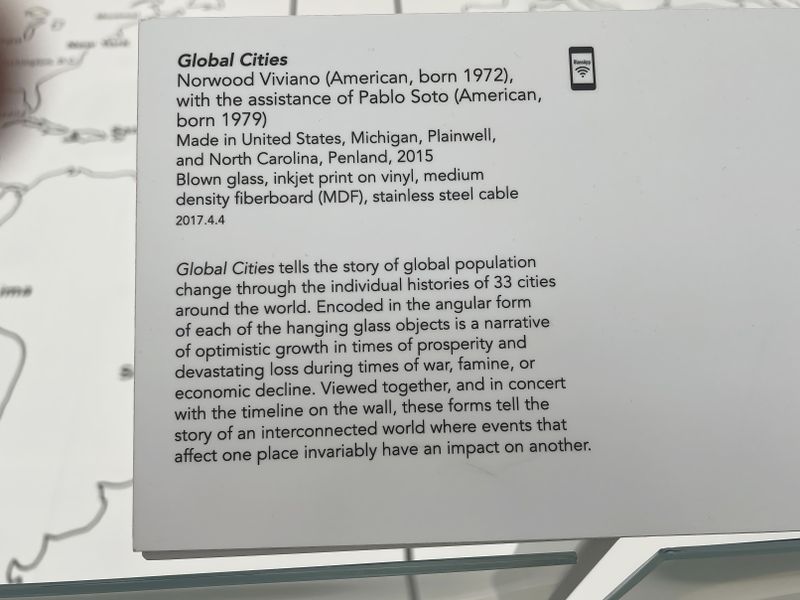 Global Cities
Norwood Viviano (American, born 1972),
with the assistance of Pablo Soto (American,
born 1979)
Made in United States, Michigan, Plainwell,
and North Carolina, Penland, 2015
Blown glass, inkjet print on vinyl, medium
density fiberboard (MDF), stainless steel cable
2017.4.4
Global Cities tells the story of global population
change through the individual histories of 33 cities
around the world. Encoded in the angular form
of each of the hanging glass objects is a narrative
of optimistic growth in times of prosperity and
devastating loss during times of war, famine, or
economic decline. Viewed together, and in concert
with the timeline on the wall, these forms tell the
story of an interconnected world where events that
affect one place invariably have an impact on another.